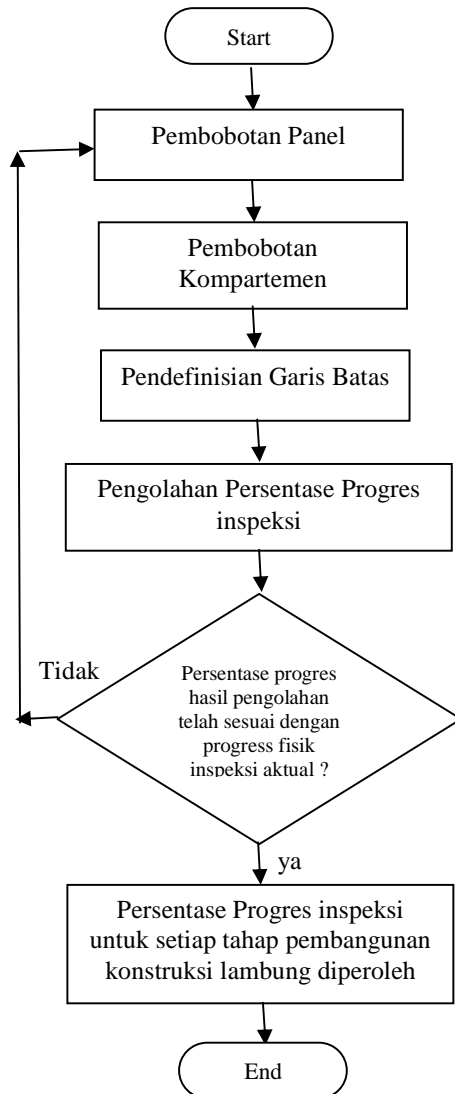 Start
Pembobotan Panel
Pembobotan
Kompartemen
Pendefinisian Garis Batas
Pengolahan Persentase Progres
inspeksi
Tidak
Persentase progres
hasil pengolahan
telah sesuai dengan
progress fisik
inspeksi aktual ?
ya
Persentase Progres inspeksi
untuk setiap tahap pembangunan
konstruksi lambung diperoleh
End